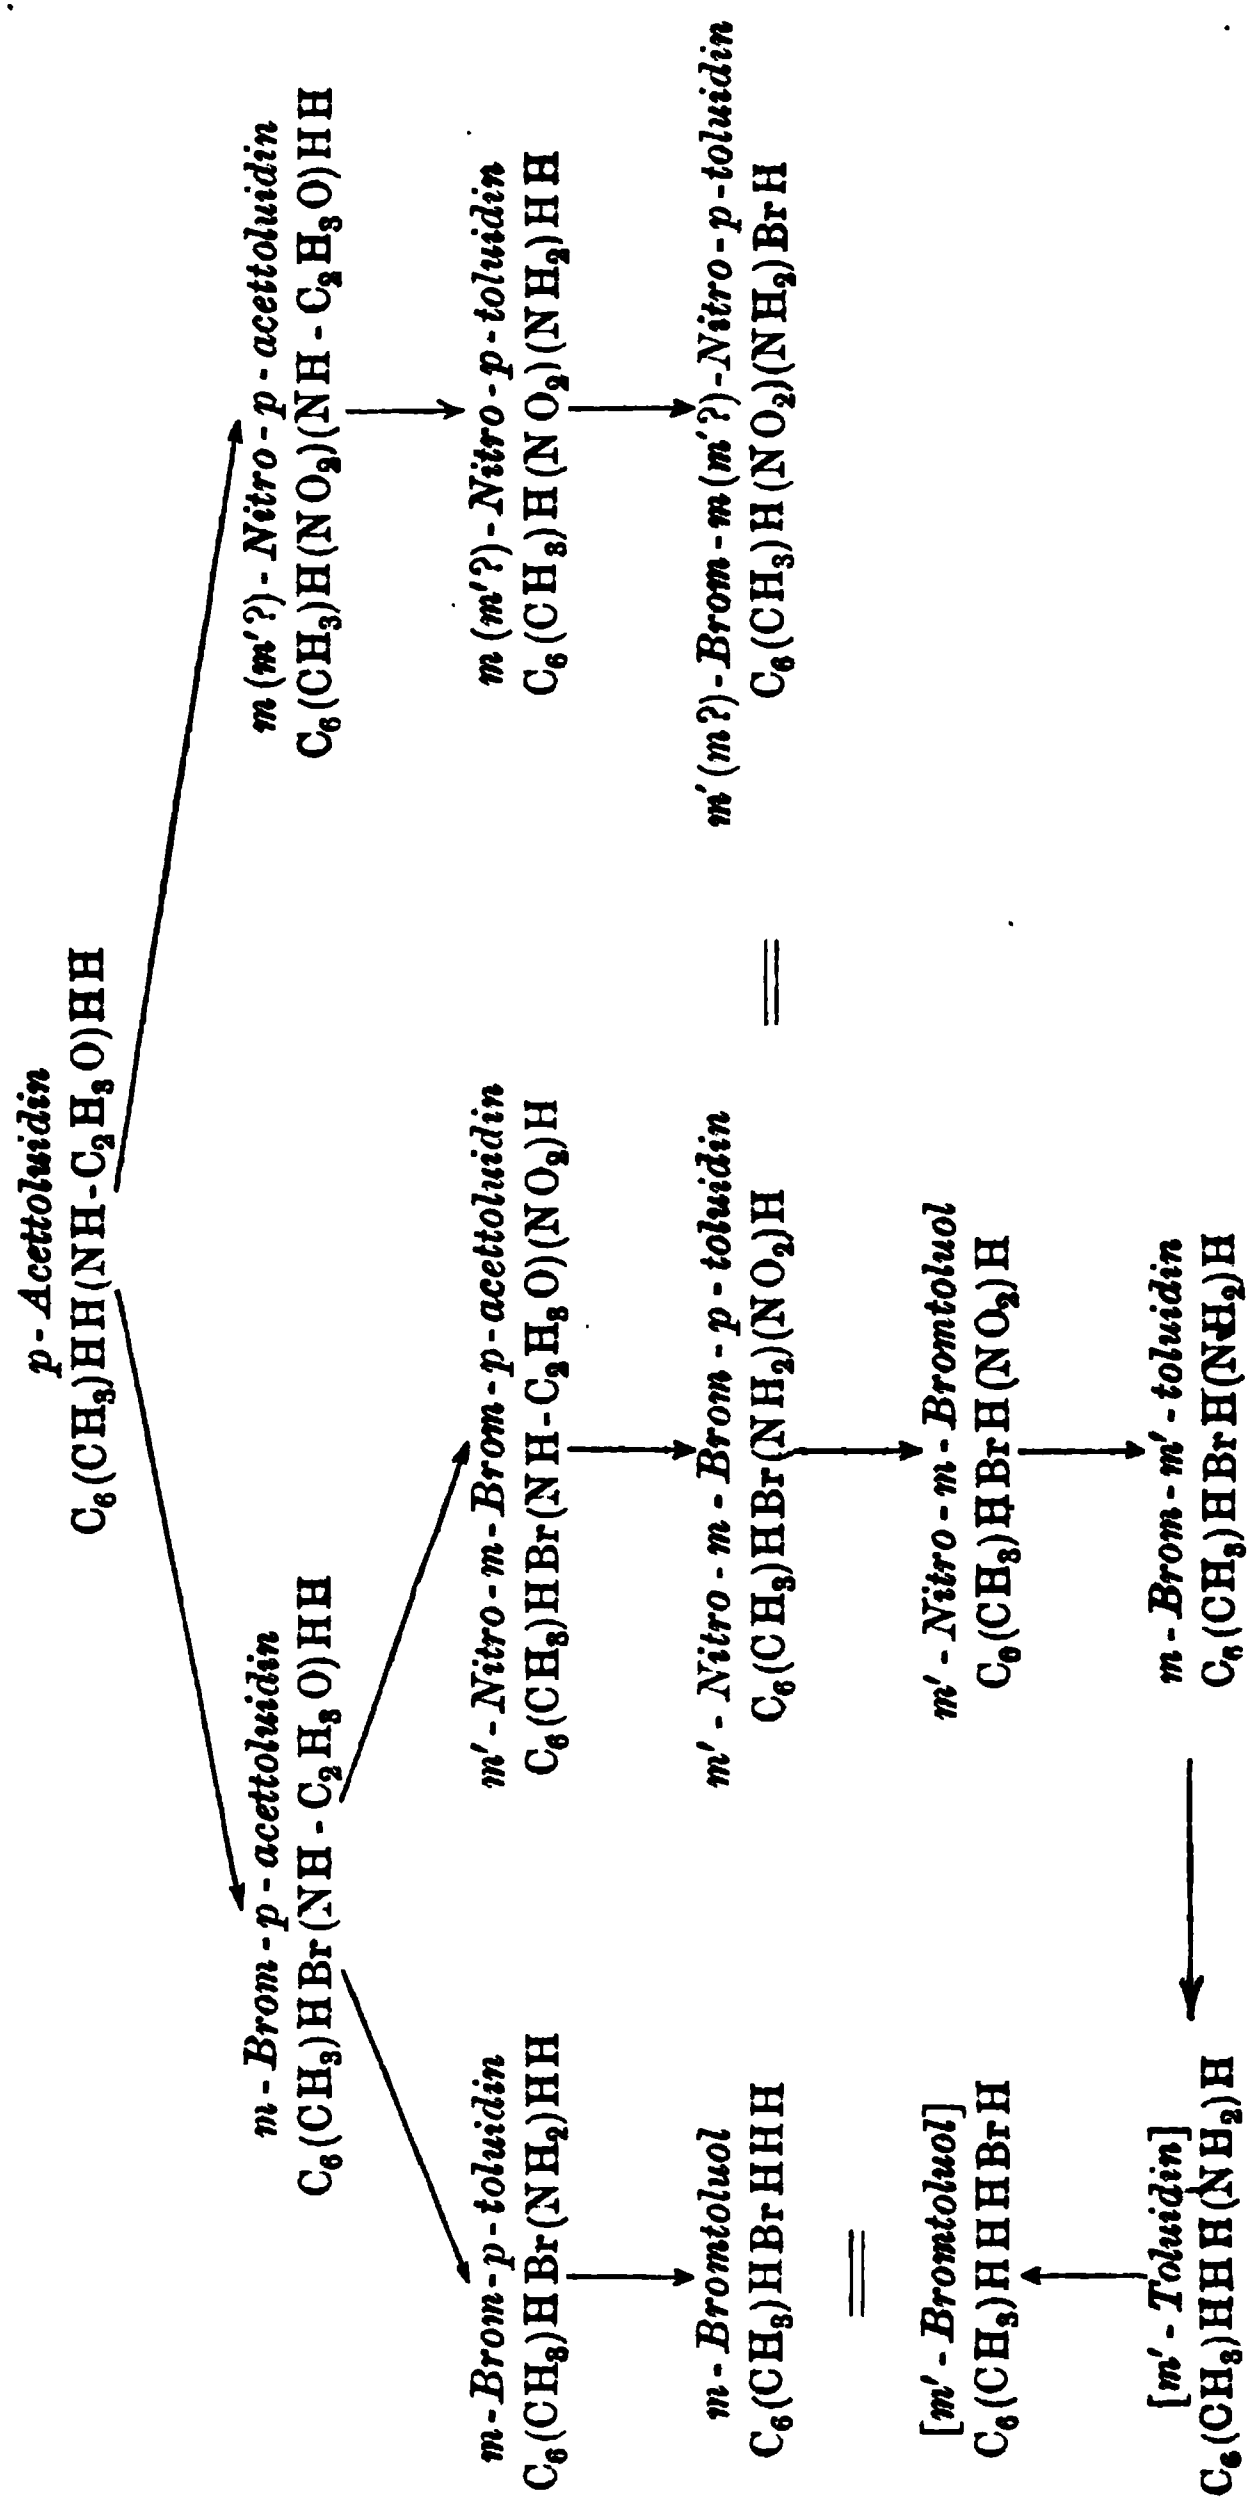 p - Acettoluidin
C₆(CH₃)HH(NH-C₂H₃O)HH
m - Brom - p - acettoluidin
C₆(CH₃)HBr(NH - C₂H₃O)HH
m (m'?) - Nitro - p - acettoluidin
C₆(CH₃)H(NO₂)(NH - C₂H₃O)HH
m - Brom - p - toluidin
C₆(CH₃)HBr(NH₂)HH
m' - Nitro - m - Brom - p - acettoluidin
C₆(CH₃)HBr(NH - C₂H₃O)(NO₂)H
m (m'?) - Nitro - p - toluidin
C₆(CH₃)H(NO₂)(NH₂)HH
m - Bromtoluol
C₆(CH₃)HBrHHH
m' - Nitro - m - Brom - p - toluidin
C₆(CH₃)HBr(NH₂)(NO₂)H
=
m' (m?) - Brom - m (m'?) - Nitro - p - toluidin
C₆(CH₃)H(NO₂)(NH₂)BrH
=
[m' - Bromtoluol]
C₆(CH₃)HHHBrH
m' - Nitro - m - Bromtoluol
C₆(CH₃)HBrH(NO₂)H
[m' - Toluidin]
C₆(CH₃)HHH(NH₂)H
m - Brom - m' - toluidin
C₆(CH₃)HBrH(NH₂)H